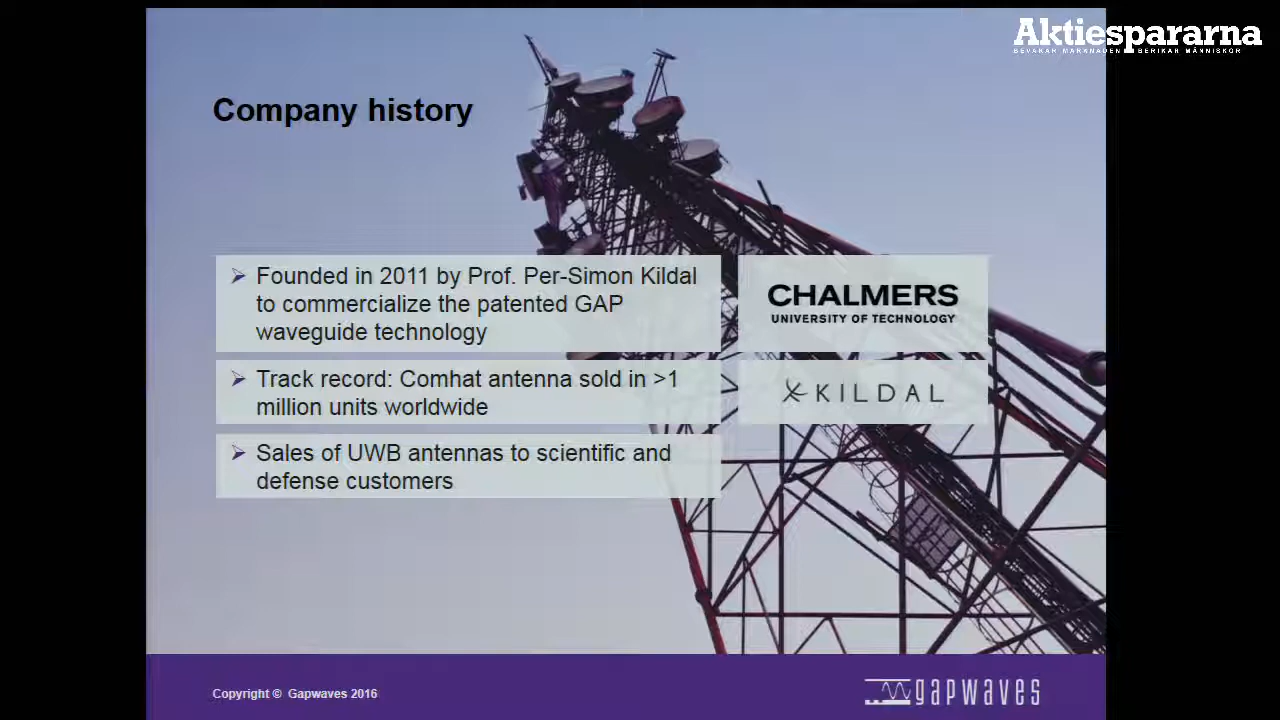 Aktiespararna
BEVAKAR MARKNADEN BERIKAR MÄNNISKOR
Company history
➢ Founded in 2011 by Prof. Per-Simon Kildal
to commercialize the patented GAP
waveguide technology
CHALMERS
UNIVERSITY OF TECHNOLOGY
➢ Track record: Comhat antenna sold in >1
million units worldwide
KILDAL
➢ Sales of UWB antennas to scientific and
defense customers
Copyright © Gapwaves 2016
gapwaves